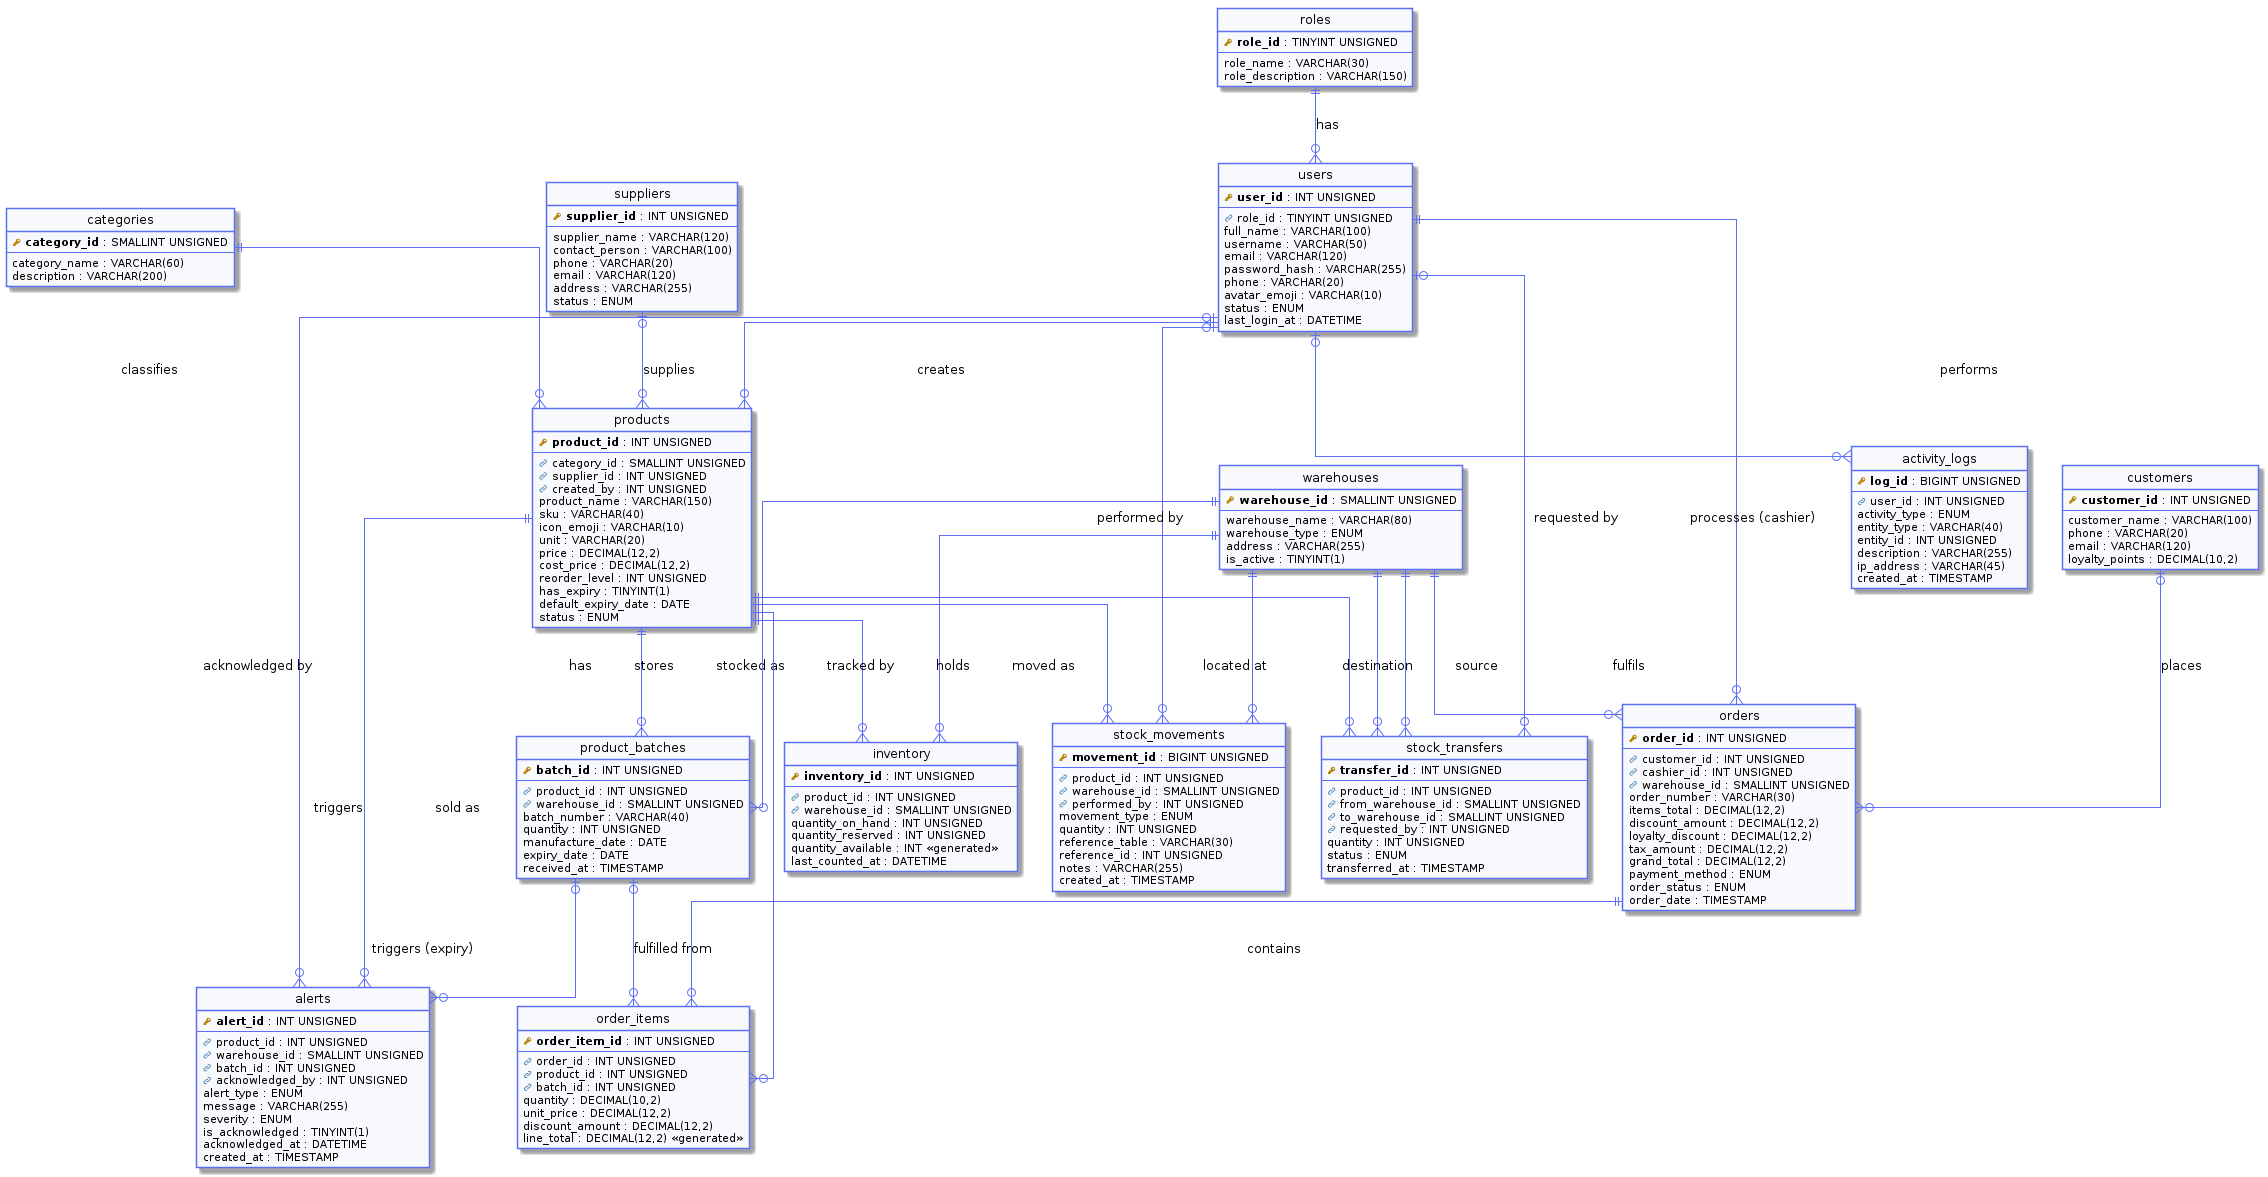 roles
role_id : TINYINT UNSIGNED
role_name : VARCHAR(30)
role_description : VARCHAR(150)
has
users
user_id : INT UNSIGNED
role_id : TINYINT UNSIGNED
full_name : VARCHAR(100)
username : VARCHAR(50)
email : VARCHAR(120)
password_hash : VARCHAR(255)
phone : VARCHAR(20)
avatar_emoji : VARCHAR(10)
status : ENUM
last_login_at : DATETIME
suppliers
supplier_id : INT UNSIGNED
supplier_name : VARCHAR(120)
contact_person : VARCHAR(100)
phone : VARCHAR(20)
email : VARCHAR(120)
address : VARCHAR(255)
status : ENUM
categories
category_id : SMALLINT UNSIGNED
category_name : VARCHAR(60)
description : VARCHAR(200)
classifies
supplies
creates
performs
products
product_id : INT UNSIGNED
category_id : SMALLINT UNSIGNED
supplier_id : INT UNSIGNED
created_by : INT UNSIGNED
product_name : VARCHAR(150)
sku : VARCHAR(40)
icon_emoji : VARCHAR(10)
unit : VARCHAR(20)
price : DECIMAL(12,2)
cost_price : DECIMAL(12,2)
reorder_level : INT UNSIGNED
has_expiry : TINYINT(1)
default_expiry_date : DATE
status : ENUM
warehouses
warehouse_id : SMALLINT UNSIGNED
warehouse_name : VARCHAR(80)
warehouse_type : ENUM
address : VARCHAR(255)
is_active : TINYINT(1)
activity_logs
log_id : BIGINT UNSIGNED
user_id : INT UNSIGNED
activity_type : ENUM
entity_type : VARCHAR(40)
entity_id : INT UNSIGNED
description : VARCHAR(255)
ip_address : VARCHAR(45)
created_at : TIMESTAMP
customers
customer_id : INT UNSIGNED
customer_name : VARCHAR(100)
phone : VARCHAR(20)
email : VARCHAR(120)
loyalty_points : DECIMAL(10,2)
performed by
requested by
processes (cashier)
acknowledged by
has
stores
stocked as
tracked by
holds
moved as
located at
destination
source
fulfils
places
product_batches
batch_id : INT UNSIGNED
product_id : INT UNSIGNED
warehouse_id : SMALLINT UNSIGNED
batch_number : VARCHAR(40)
quantity : INT UNSIGNED
manufacture_date : DATE
expiry_date : DATE
received_at : TIMESTAMP
inventory
inventory_id : INT UNSIGNED
product_id : INT UNSIGNED
warehouse_id : SMALLINT UNSIGNED
quantity_on_hand : INT UNSIGNED
quantity_reserved : INT UNSIGNED
quantity_available : INT «generated»
last_counted_at : DATETIME
stock_movements
movement_id : BIGINT UNSIGNED
product_id : INT UNSIGNED
warehouse_id : SMALLINT UNSIGNED
performed_by : INT UNSIGNED
movement_type : ENUM
quantity : INT UNSIGNED
reference_table : VARCHAR(30)
reference_id : INT UNSIGNED
notes : VARCHAR(255)
created_at : TIMESTAMP
stock_transfers
transfer_id : INT UNSIGNED
product_id : INT UNSIGNED
from_warehouse_id : SMALLINT UNSIGNED
to_warehouse_id : SMALLINT UNSIGNED
requested_by : INT UNSIGNED
quantity : INT UNSIGNED
status : ENUM
transferred_at : TIMESTAMP
orders
order_id : INT UNSIGNED
customer_id : INT UNSIGNED
cashier_id : INT UNSIGNED
warehouse_id : SMALLINT UNSIGNED
order_number : VARCHAR(30)
items_total : DECIMAL(12,2)
discount_amount : DECIMAL(12,2)
loyalty_discount : DECIMAL(12,2)
tax_amount : DECIMAL(12,2)
grand_total : DECIMAL(12,2)
payment_method : ENUM
order_status : ENUM
order_date : TIMESTAMP
triggers
sold as
triggers (expiry)
fulfilled from
contains
alerts
alert_id : INT UNSIGNED
product_id : INT UNSIGNED
warehouse_id : SMALLINT UNSIGNED
batch_id : INT UNSIGNED
acknowledged_by : INT UNSIGNED
alert_type : ENUM
message : VARCHAR(255)
severity : ENUM
is_acknowledged : TINYINT(1)
acknowledged_at : DATETIME
created_at : TIMESTAMP
order_items
order_item_id : INT UNSIGNED
order_id : INT UNSIGNED
product_id : INT UNSIGNED
batch_id : INT UNSIGNED
quantity : DECIMAL(10,2)
unit_price : DECIMAL(12,2)
discount_amount : DECIMAL(12,2)
line_total : DECIMAL(12,2) «generated»